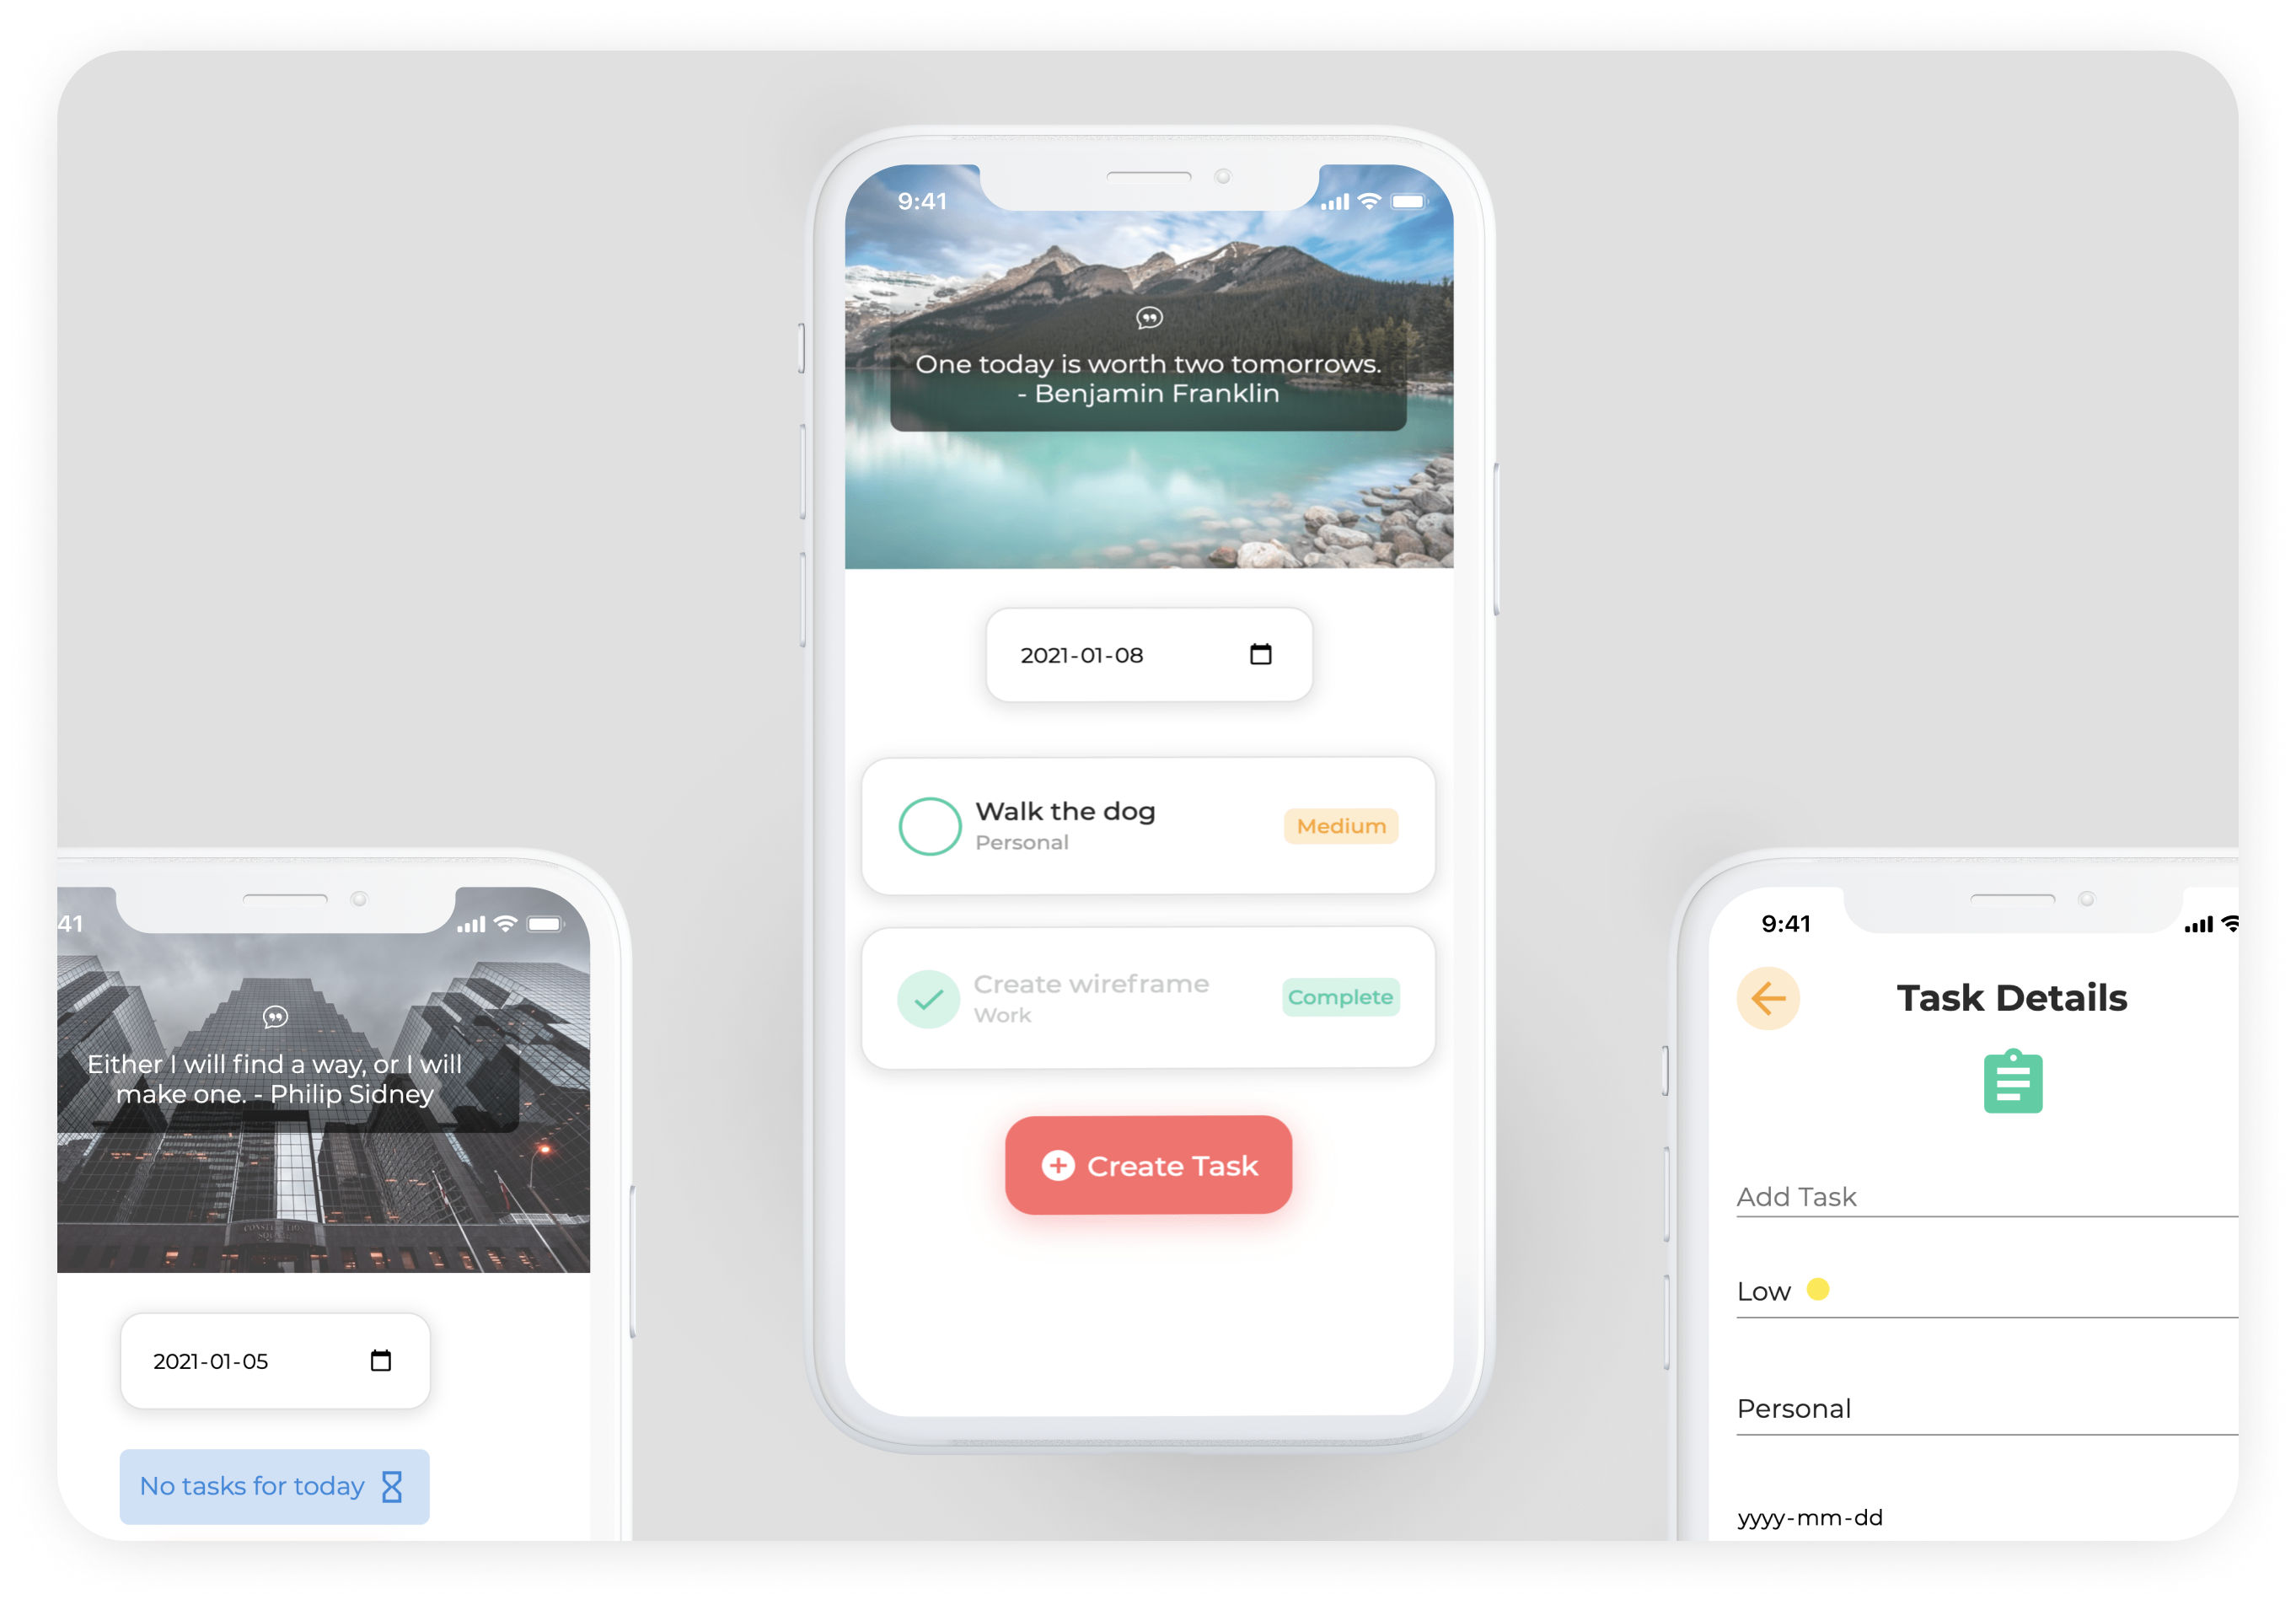 9:41
One today is worth two tomorrows.
- Benjamin Franklin
2021-01-08
Walk the dog
Personal
Medium
Create wireframe
Work
Complete
Create Task
41
Either I will find a way, or I will
make one. - Philip Sidney
2021-01-05
No tasks for today
9:41
Task Details
Add Task
Low
Personal
yyyy-mm-dd